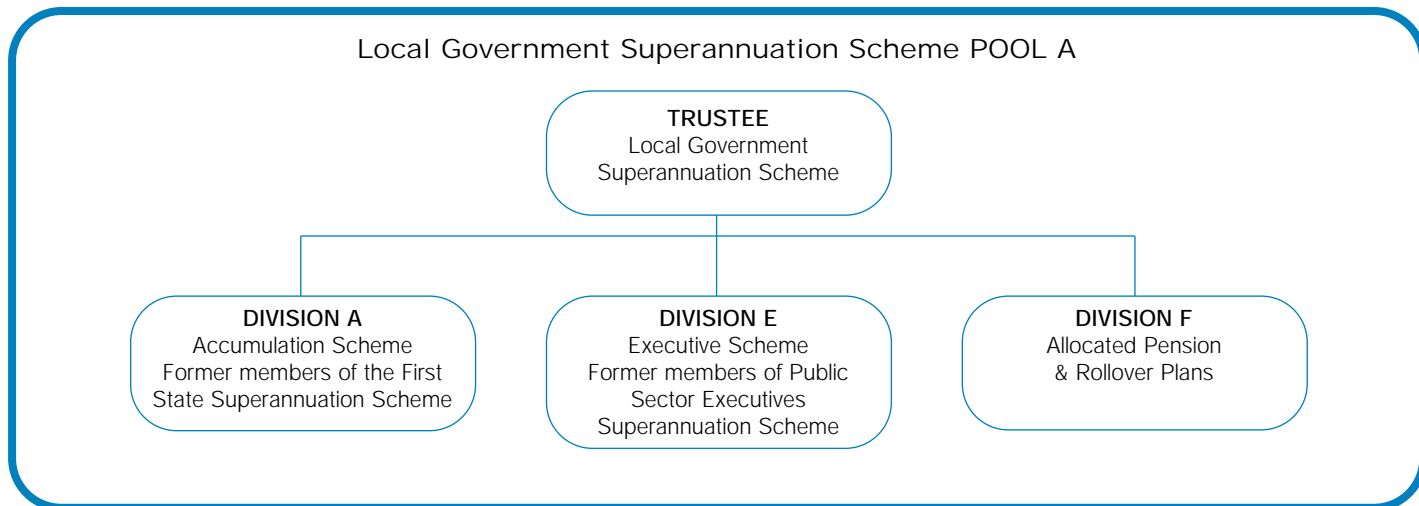 Local Government Superannuation Scheme POOL A
TRUSTEE
Local Government
Superannuation Scheme
DIVISION A
Accumulation Scheme
Former members of the First
State Superannuation Scheme
DIVISION E
Executive Scheme
Former members of Public
Sector Executives
Superannuation Scheme
DIVISION F
Allocated Pension
& Rollover Plans